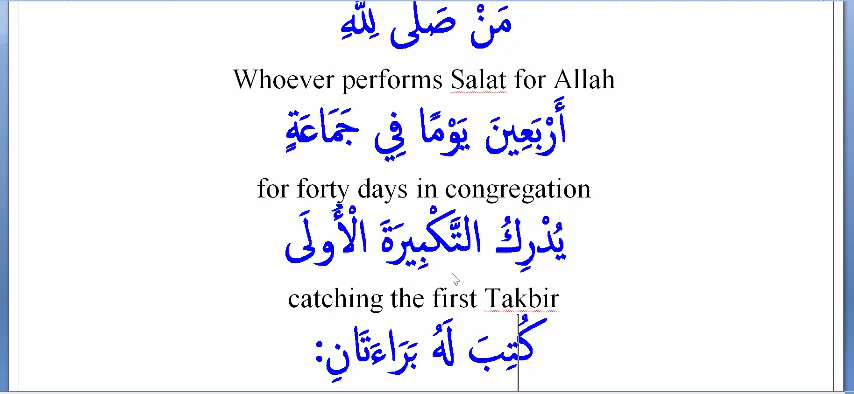 مَنْ صَلَّى لِلَّهِ
Whoever performs Salat for Allah
أَرْبَعِينَ يَوْمًا فِي جَمَاعَةٍ
for forty days in congregation
يُدْرِكُ التَّكْبِيرَةَ الْأُولَى
catching the first Takbir
كُتِبَ لَهُ بَرَاءَتَانِ: